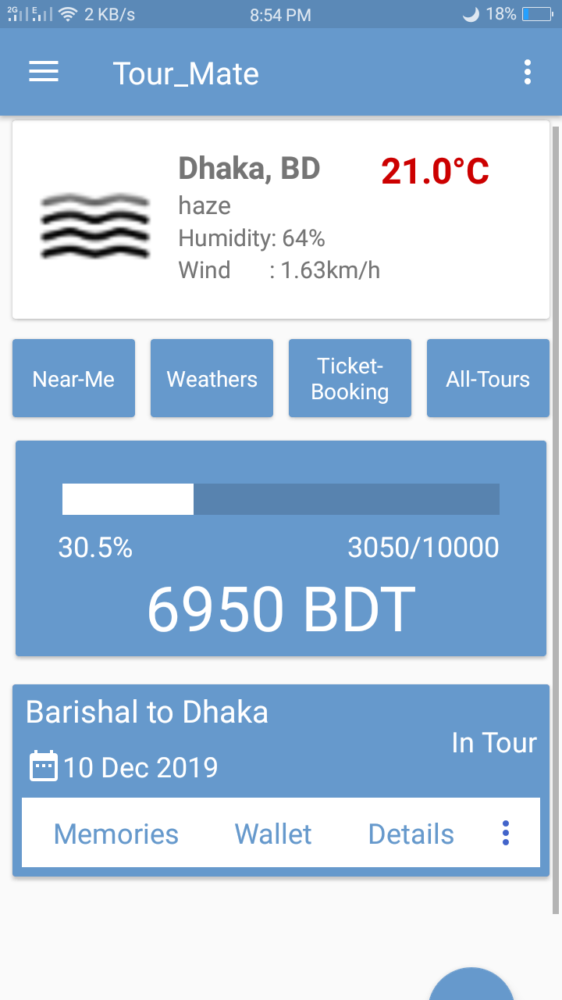 2G E 2 KB/s 8:54 PM 18%
Tour_Mate
Dhaka, BD 21.0°C
haze
Humidity: 64%
Wind : 1.63km/h
Near-Me Weathers Ticket-Booking All-Tours
30.5% 3050/10000
6950 BDT
Barishal to Dhaka
In Tour
10 Dec 2019
Memories Wallet Details